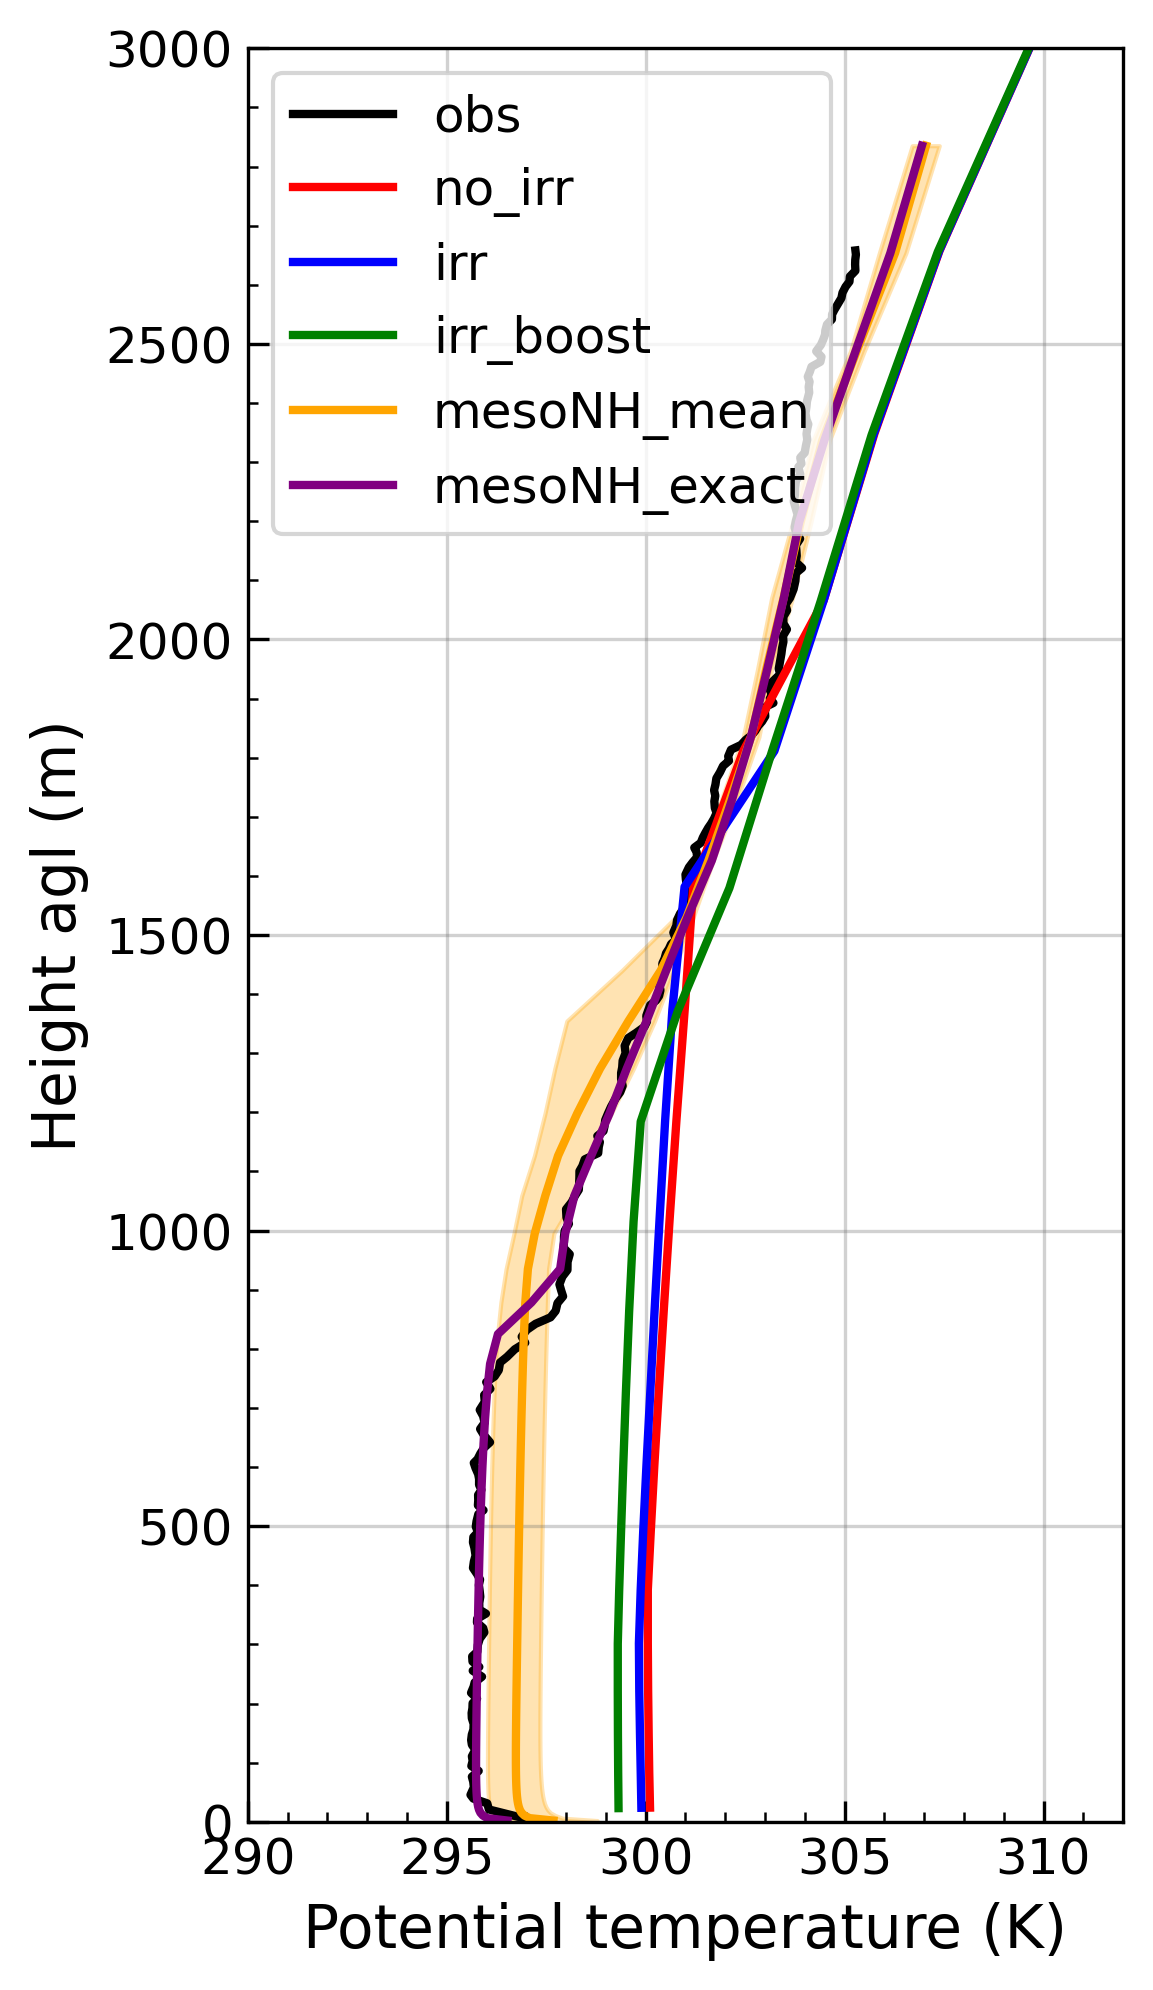 3000
2500
2000
1500
1000
500
0
obs
no_irr
irr
irr_boost
mesoNH_mean
mesoNH_exact
Height agl (m)
290 295 300 305 310
Potential temperature (K)